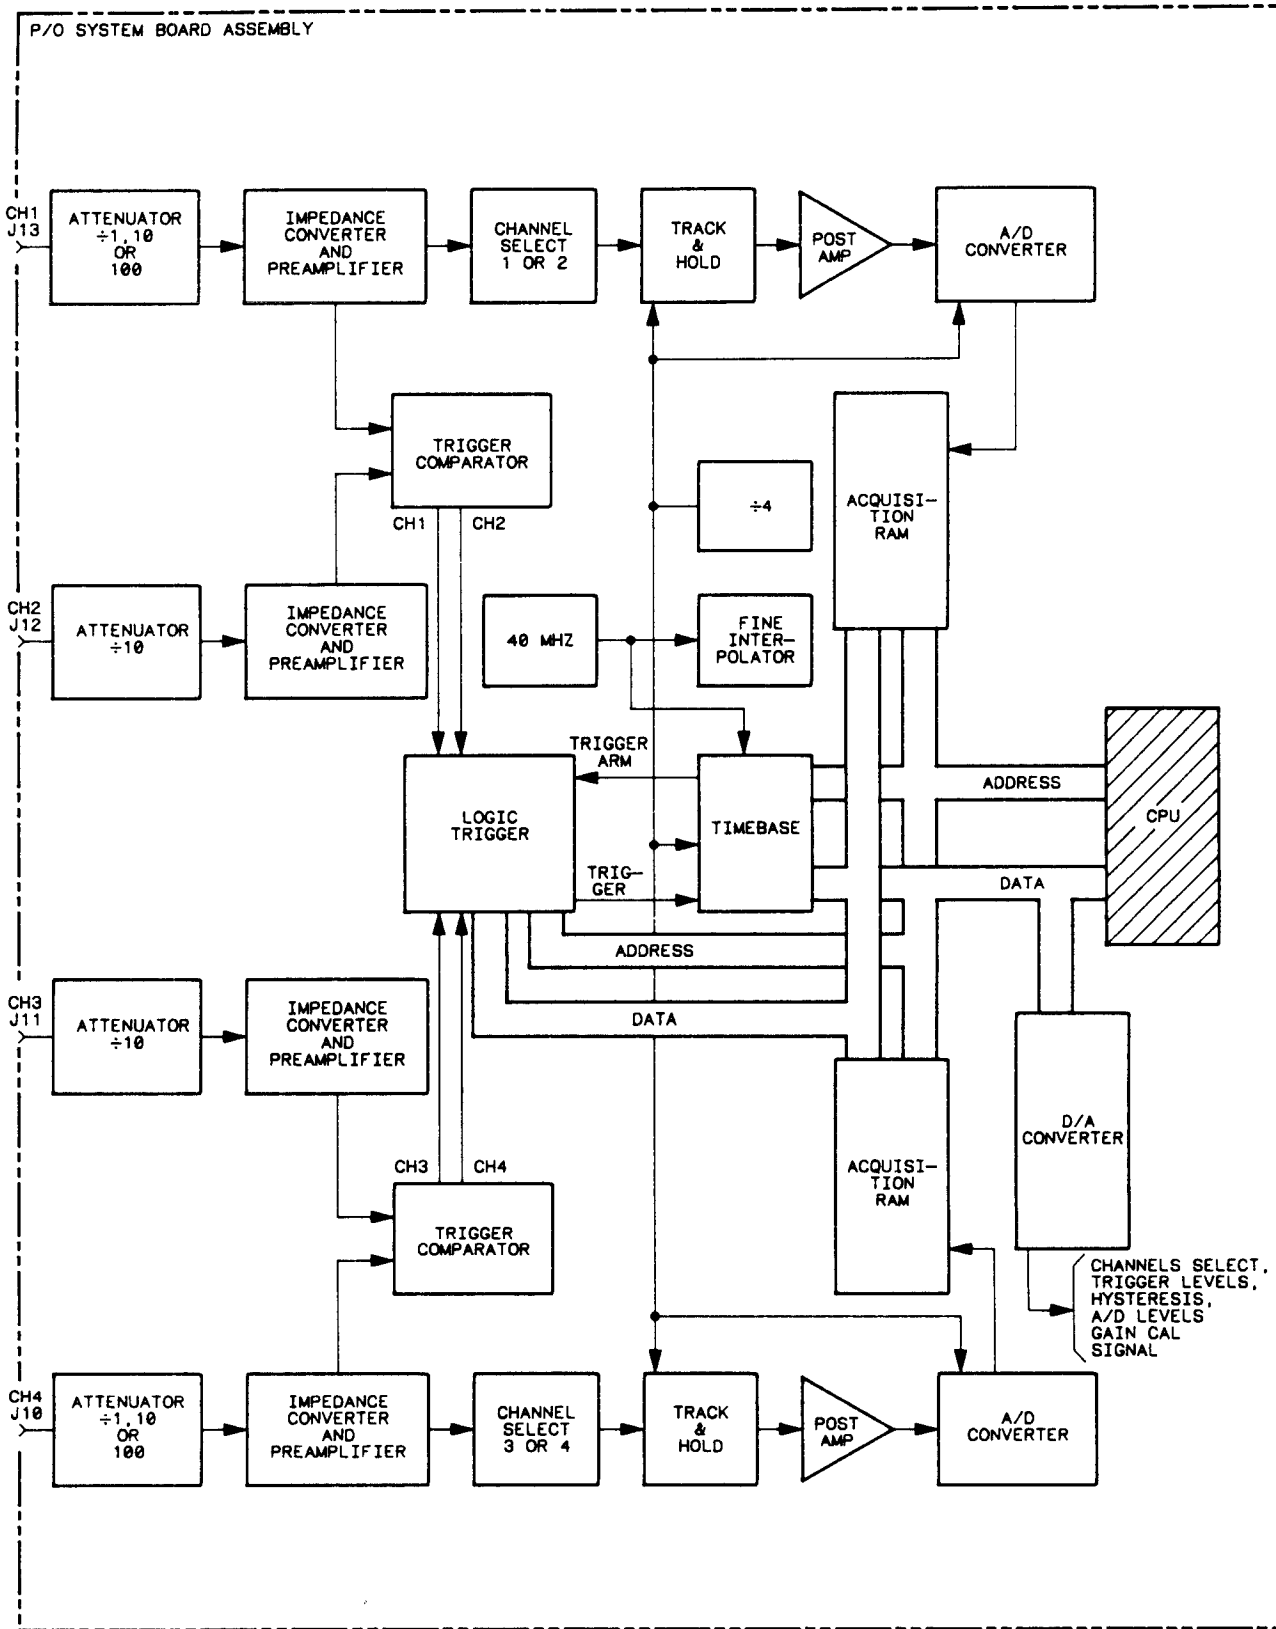 P/O SYSTEM BOARD ASSEMBLY
CH1
J13
ATTENUATOR
÷1,10
OR
100
IMPEDANCE
CONVERTER
AND
PREAMPLIFIER
CHANNEL
SELECT
1 OR 2
TRACK
&
HOLD
POST
AMP
A/D
CONVERTER
TRIGGER
COMPARATOR
CH1
CH2
÷4
ACQUISI-
TION
RAM
CH2
J12
ATTENUATOR
÷10
IMPEDANCE
CONVERTER
AND
PREAMPLIFIER
40 MHZ
FINE
INTER-
POLATOR
TRIGGER
ARM
LOGIC
TRIGGER
TIMEBASE
TRIG-
GER
ADDRESS
CPU
DATA
ADDRESS
DATA
CH3
J11
ATTENUATOR
÷10
IMPEDANCE
CONVERTER
AND
PREAMPLIFIER
CH3
CH4
TRIGGER
COMPARATOR
ACQUISI-
TION
RAM
D/A
CONVERTER
CHANNELS SELECT,
TRIGGER LEVELS,
HYSTERESIS,
A/D LEVELS
GAIN CAL
SIGNAL
CH4
J10
ATTENUATOR
÷1,10
OR
100
IMPEDANCE
CONVERTER
AND
PREAMPLIFIER
CHANNEL
SELECT
3 OR 4
TRACK
&
HOLD
POST
AMP
A/D
CONVERTER